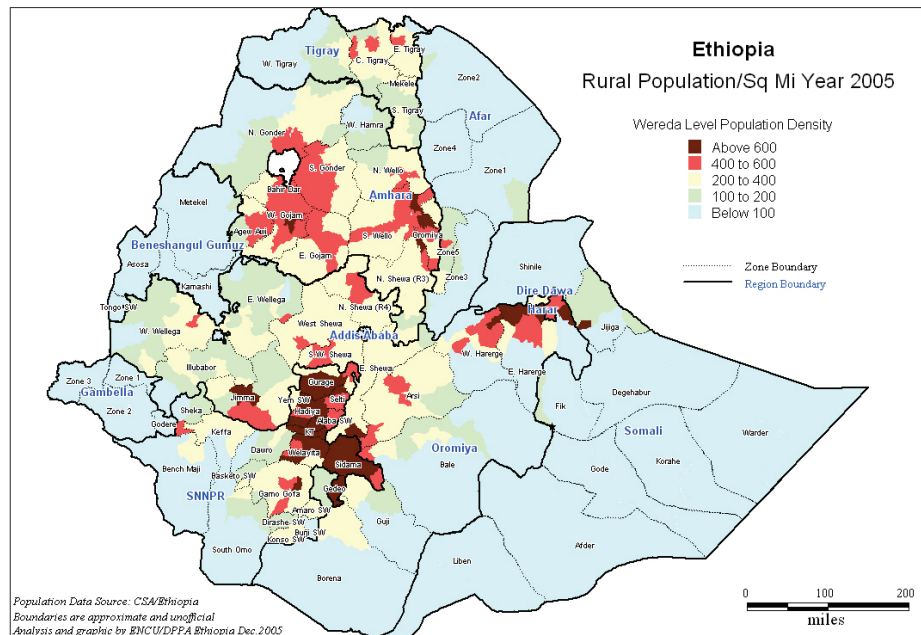 Ethiopia
Rural Population/Sq Mi Year 2005
Wereda Level Population Density
Above 600
400 to 600
200 to 400
100 to 200
Below 100
Zone Boundary
Region Boundary
Tigray
W. Tigray
C. Tigray
E. Tigray
Mekele
S. Tigray
Zone2
Afar
Zone4
Zone1
W. Hamra
N. Gonder
S. Gonder
N. Wello
Bahir Dar
Amhara
Metekel
W. Gojam
Agew Awi
S. Wello
Oromiya
Beneshangul Gumuz
E. Gojam
Zone5
Zone3
Asosa
Kamashi
N. Shewa (R3)
Shinile
Dire Dawa
Harar
Tongo SW
E. Wellega
N. Shewa (R4)
W. Wellega
West Shewa
Addis Ababa
Jijiga
S.W. Shewa
W. Harerge
E. Shewa
E. Harerge
Illubabor
Zone 3
Zone 1
Gambella
Zone 2
Gurage
Jimma
Yem SW
Selti
Arsi
Hadiya
Alaba SW
Fik
Degehabur
Sheka
Godere
Keffa
KT
Somali
Warder
Dauro
Welayita
Sidama
Oromiya
Bale
Korahe
Gode
Bench Maji
Basketo SW
SNNPR
Gamo Gofa
Gedeo
Amaro SW
Guji
Dirashe SW
Burji SW
Konso SW
South Omo
Afder
Liben
Borena
Population Data Source: CSA/Ethiopia
Boundaries are approximate and unofficial
Analysis and graphic by ENCU/DPPA Ethiopia Dec.2005
0 100 200
miles